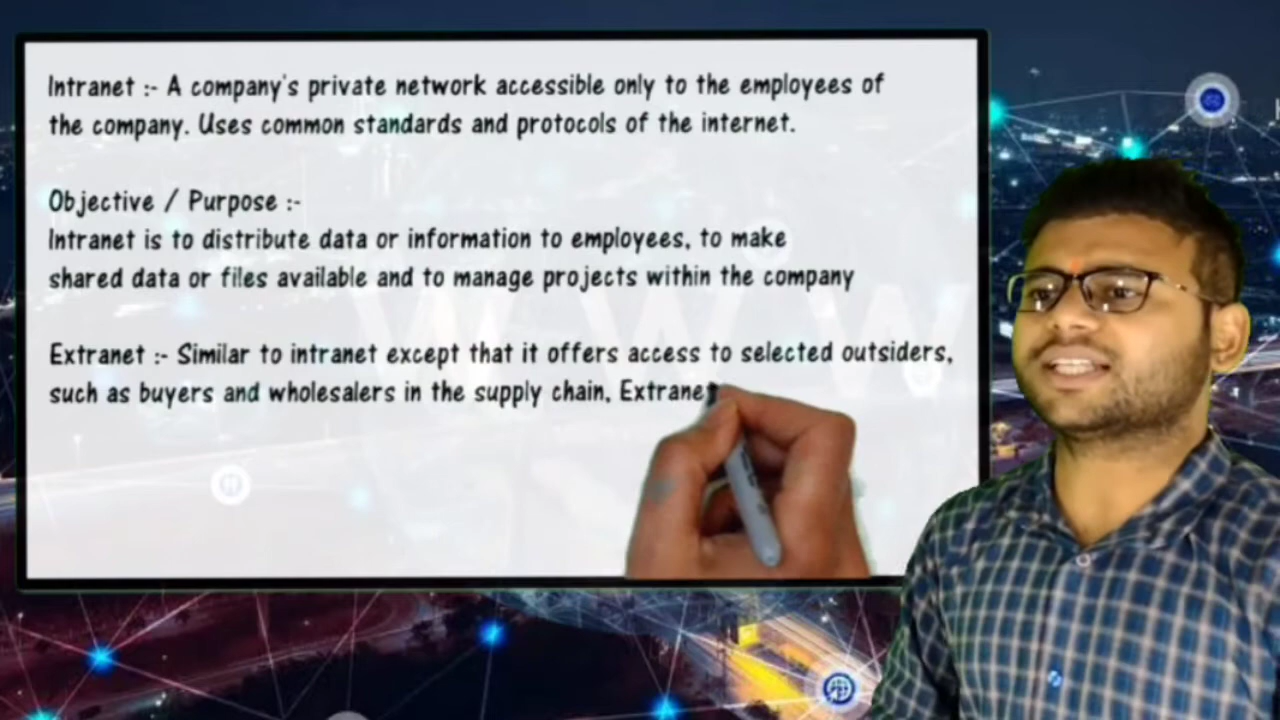 Intranet :- A company's private network accessible only to the employees of
the company. Uses common standards and protocols of the internet.
Objective / Purpose :-
Intranet is to distribute data or information to employees, to make
shared data or files available and to manage projects within the company
Extranet :- Similar to intranet except that it offers access to selected outsiders,
such as buyers and wholesalers in the supply chain, Extranet